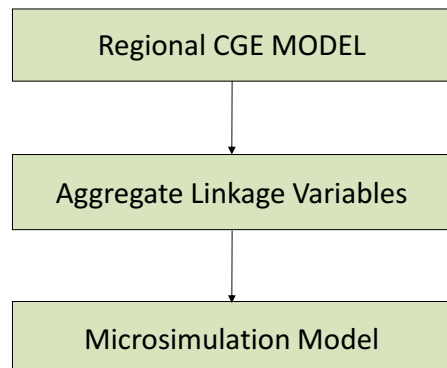 Regional CGE MODEL
Aggregate Linkage Variables
Microsimulation Model